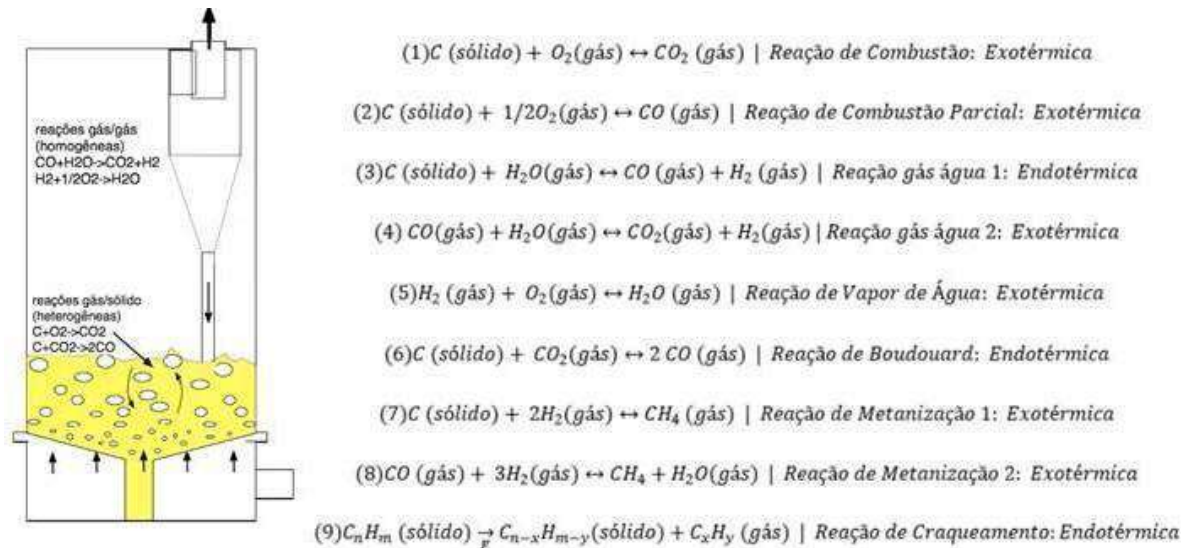 reações gás/gás
(homogêneas)
CO+H2O->CO2+H2
H2+1/2O2->H2O
reações gás/sólido
(heterogêneas)
C+O2->CO2
C+CO2->2CO
(1)C (sólido) + O₂(gás) ↔ CO₂ (gás) | Reação de Combustão: Exotérmica
(2)C (sólido) + 1/2O₂(gás) ↔ CO (gás) | Reação de Combustão Parcial: Exotérmica
(3)C (sólido) + H₂O(gás) ↔ CO (gás) + H₂ (gás) | Reação gás água 1: Endotérmica
(4) CO(gás) + H₂O(gás) ↔ CO₂(gás) + H₂(gás) | Reação gás água 2: Exotérmica
(5)H₂ (gás) + O₂(gás) ↔ H₂O (gás) | Reação de Vapor de Água: Exotérmica
(6)C (sólido) + CO₂(gás) ↔ 2 CO (gás) | Reação de Boudouard: Endotérmica
(7)C (sólido) + 2H₂(gás) ↔ CH₄ (gás) | Reação de Metanização 1: Exotérmica
(8)CO (gás) + 3H₂(gás) ↔ CH₄ + H₂O(gás) | Reação de Metanização 2: Exotérmica
(9)CₙHₘ (sólido) → Cₙ₋ₓHₘ₋ᵧ(sólido) + CₓHᵧ (gás) | Reação de Craqueamento: Endotérmica